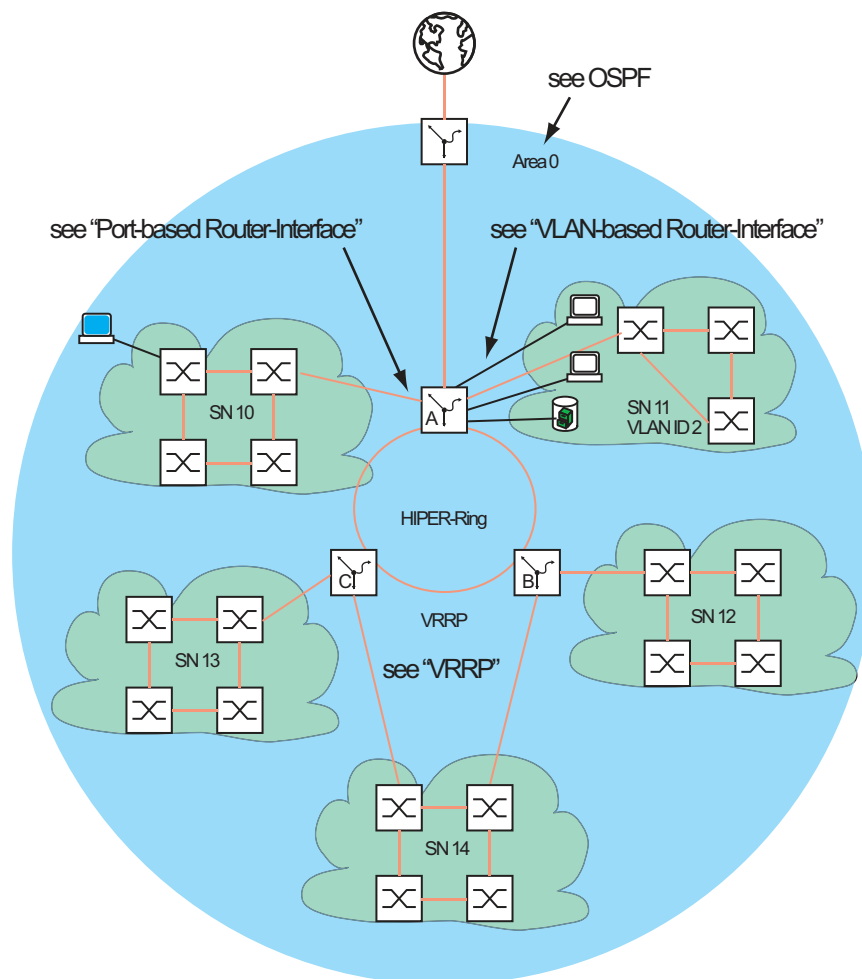 see OSPF
Area 0
see “Port-based Router-Interface”
see “VLAN-based Router-Interface”
SN 10
A
SN 11
VLAN ID 2
HIPER-Ring
C
B
VRRP
SN 12
SN 13
see “VRRP”
SN 14